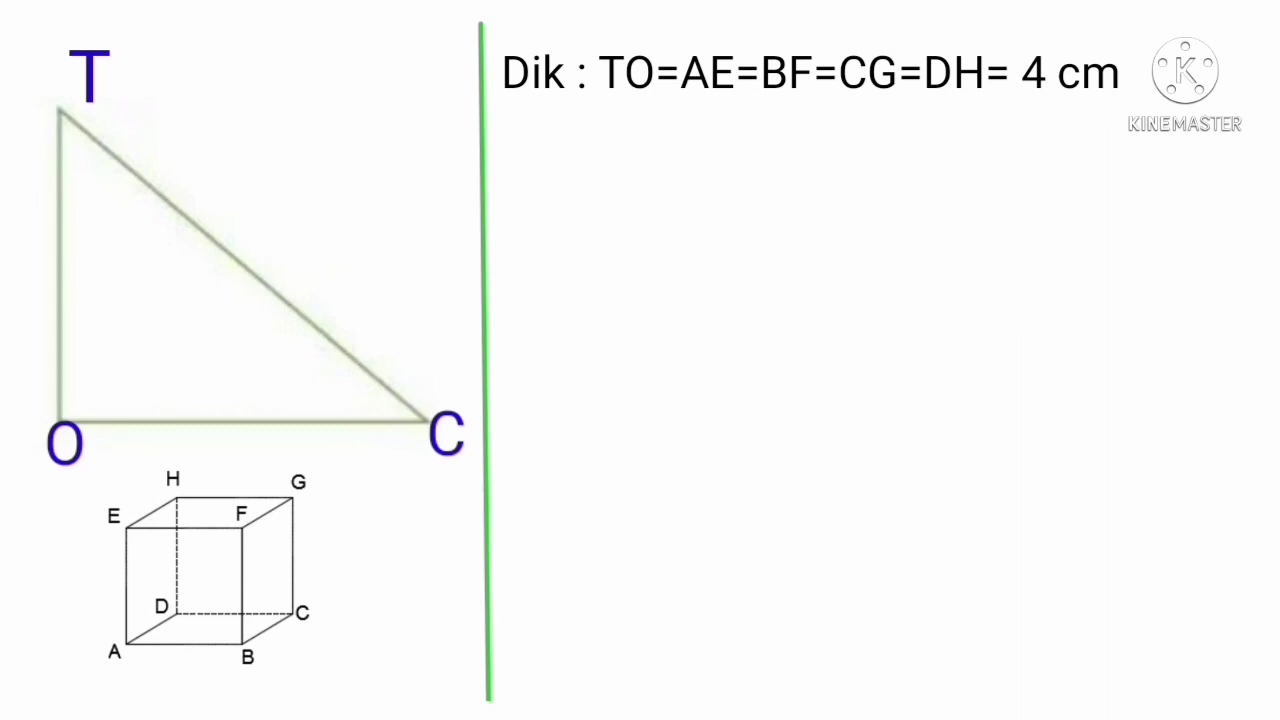 T
Dik : TO=AE=BF=CG=DH= 4 cm
K
KINEMASTER
O
C
H
G
E
F
D
C
A
B